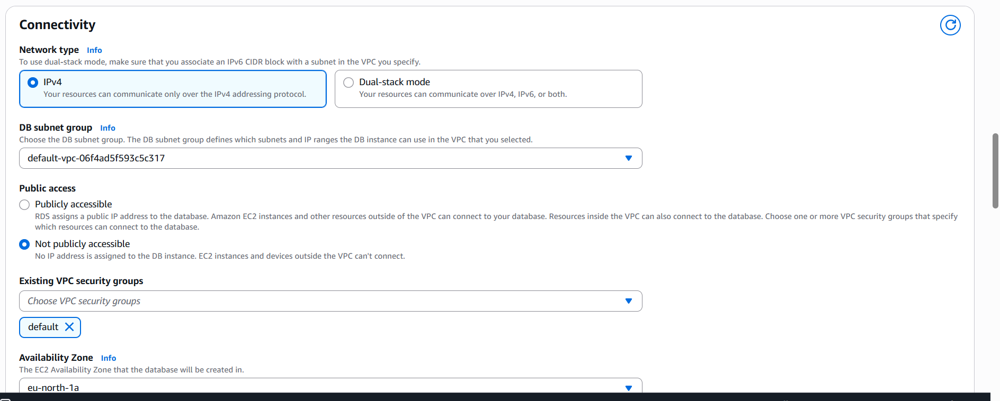 Connectivity
Network type Info
To use dual-stack mode, make sure that you associate an IPv6 CIDR block with a subnet in the VPC you specify.
IPv4
Your resources can communicate only over the IPv4 addressing protocol.
Dual-stack mode
Your resources can communicate over IPv4, IPv6, or both.
DB subnet group Info
Choose the DB subnet group. The DB subnet group defines which subnets and IP ranges the DB instance can use in the VPC that you selected.
default-vpc-06f4ad5f593c5c317
Public access
Publicly accessible
RDS assigns a public IP address to the database. Amazon EC2 instances and other resources outside of the VPC can connect to your database. Resources inside the VPC can also connect to the database. Choose one or more VPC security groups that specify
which resources can connect to the database.
Not publicly accessible
No IP address is assigned to the DB instance. EC2 instances and devices outside the VPC can't connect.
Existing VPC security groups
Choose VPC security groups
default
Availability Zone Info
The EC2 Availability Zone that the database will be created in.
eu-north-1a